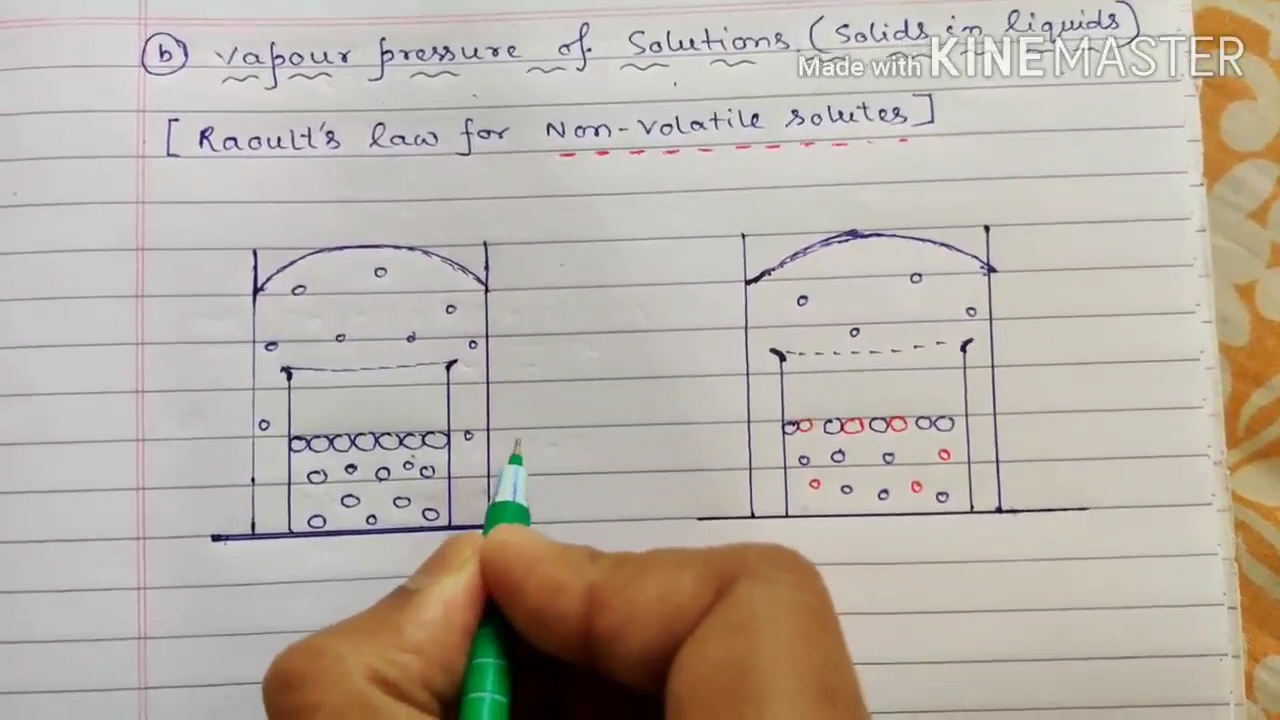 b Vapour pressure of Solutions (Solids in liquids)
Made with KINEMASTER
[ Raoult's law for Non-volatile solutes ]